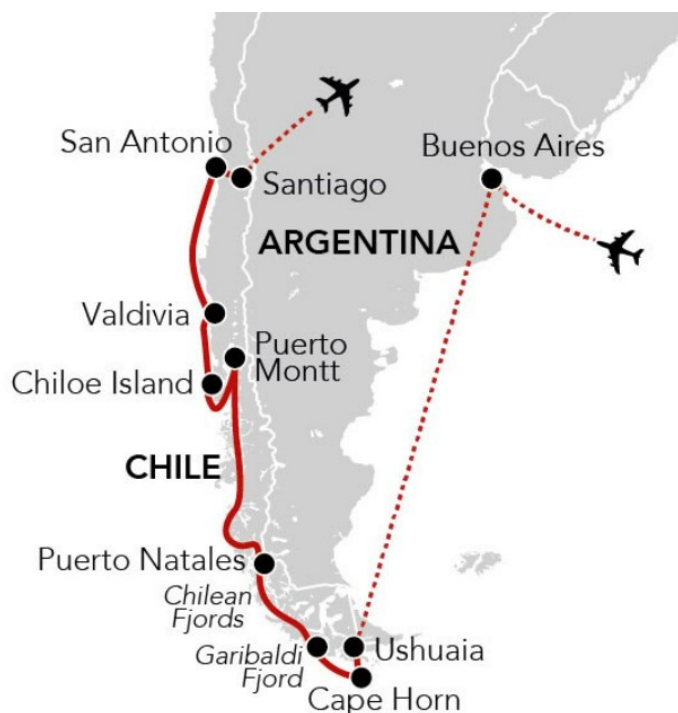 San Antonio
Buenos Aires
Santiago
ARGENTINA
Valdivia
Puerto
Montt
Chiloe Island
CHILE
Puerto Natales
Chilean
Fjords
Garibaldi
Fjord
Ushuaia
Cape Horn